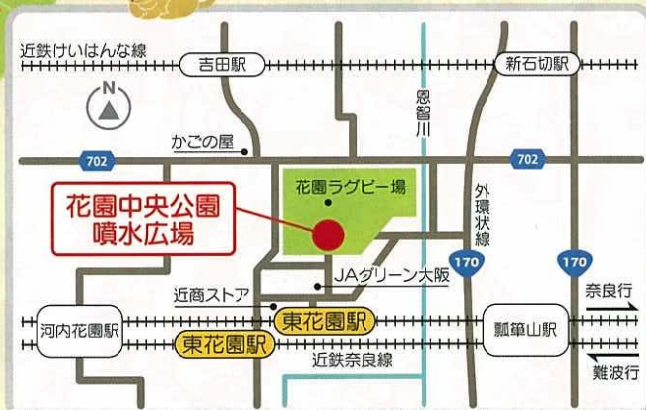 近鉄けいはんな線
吉田駅
新石切駅
恩智川
かごの屋
702
702
花園ラグビー場
花園中央公園
噴水広場
外環状線
170
170
JAグリーン大阪
近商ストア
奈良行
河内花園駅
東花園駅
東花園駅
瓢箪山駅
近鉄奈良線
難波行